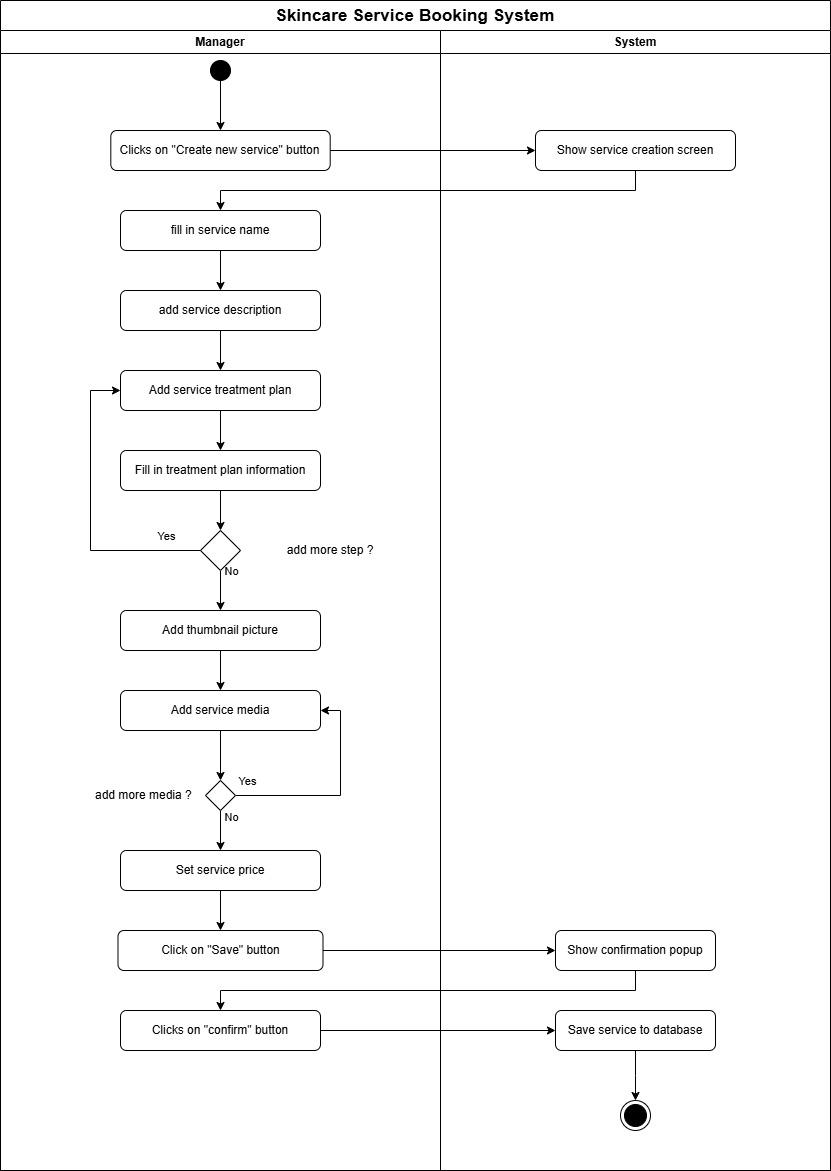 Skincare Service Booking System
Manager
System
Clicks on "Create new service" button
Show service creation screen
fill in service name
add service description
Add service treatment plan
Fill in treatment plan information
Yes
add more step ?
No
Add thumbnail picture
Add service media
Yes
add more media ?
No
Set service price
Click on "Save" button
Show confirmation popup
Clicks on "confirm" button
Save service to database